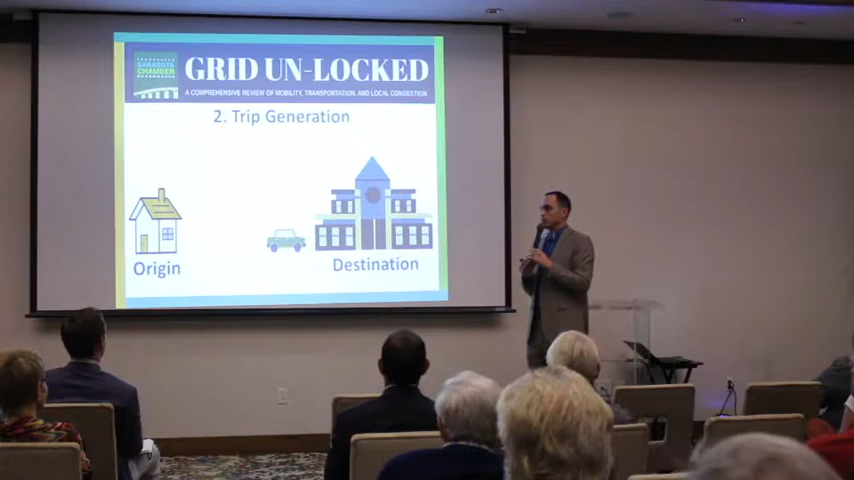 SARASOTA
CHAMBER
GRID UN-LOCKED
A COMPREHENSIVE REVIEW OF MOBILITY, TRANSPORTATION, AND LOCAL CONGESTION
2. Trip Generation
Origin
Destination